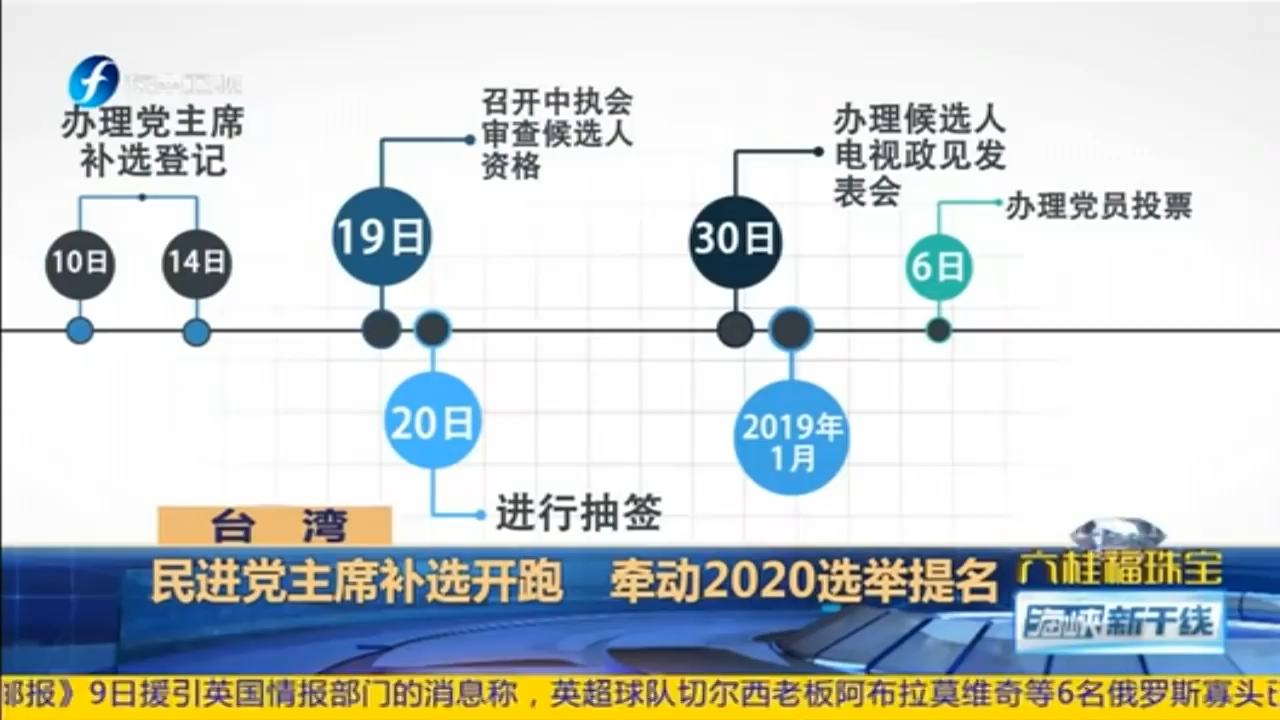 办理党主席
补选登记
10日
14日
19日
召开中执会
审查候选人
资格
20日
进行抽签
30日
办理候选人
电视政见发
表会
2019年
1月
6日
办理党员投票
台 湾
民进党主席补选开跑 牵动2020选举提名
六桂福珠宝
海峡新干线
邮报》9日援引英国情报部门的消息称，英超球队切尔西老板阿布拉莫维奇等6名俄罗斯寡头已